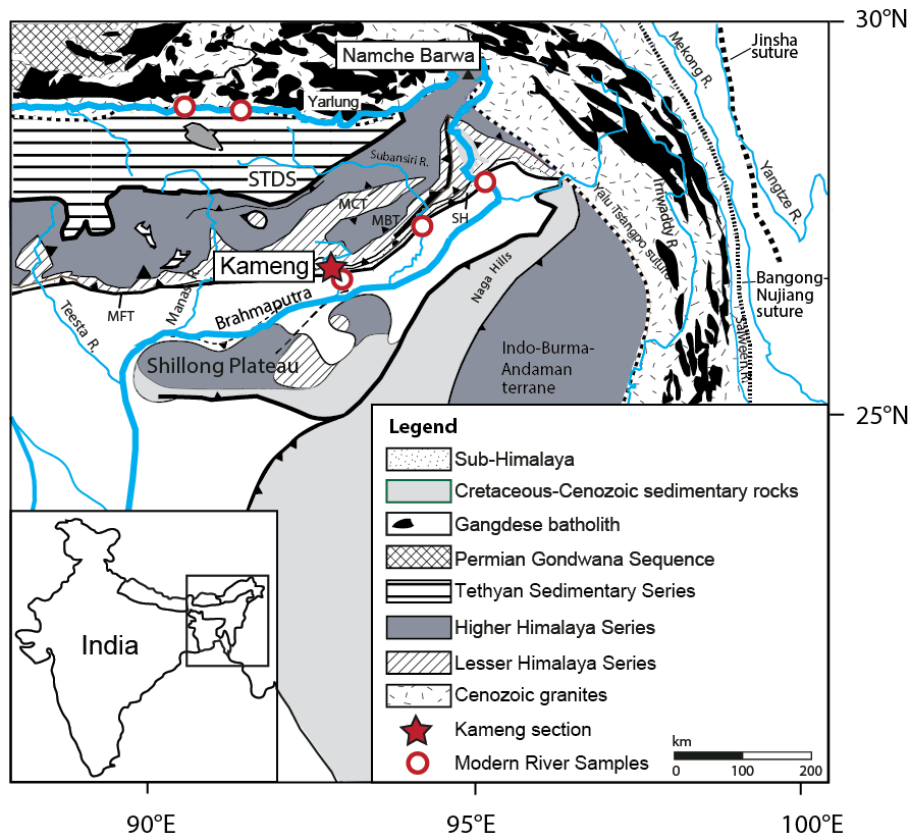 30°N
Jinsha
suture
Mekong R.
Namche Barwa
Yarlung
Yangtze R.
Subansiri R.
STDS
MCT
MBT
SH
Yalu Tsangpo suture
Irriwaddy R.
Kameng
Bangong-
Nujiang
suture
Naga Hills
Manas R.
MFT
Teesta R.
Brahmaputra
Salween R.
Shillong Plateau
Indo-Burma-
Andaman
terrane
25°N
Legend
Sub-Himalaya
Cretaceous-Cenozoic sedimentary rocks
Gangdese batholith
Permian Gondwana Sequence
Tethyan Sedimentary Series
Higher Himalaya Series
Lesser Himalaya Series
Cenozoic granites
Kameng section
Modern River Samples
km
0 100 200
India
90°E
95°E
100°E